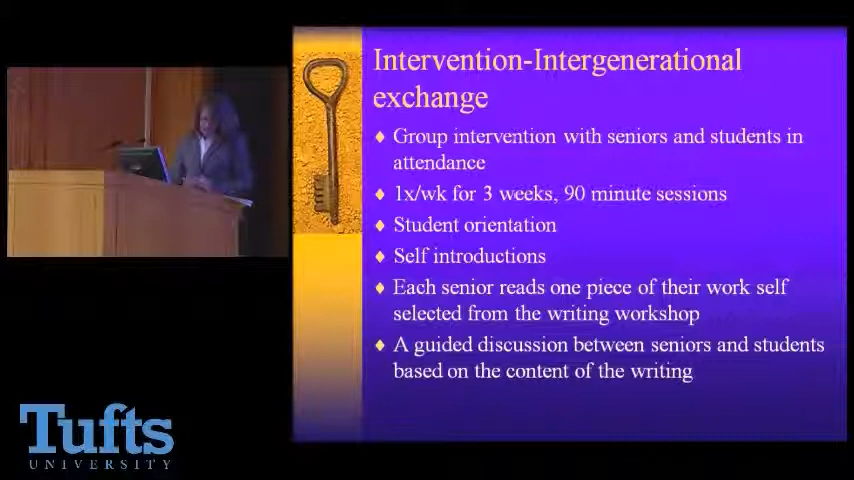 Intervention-Intergenerational
exchange
Group intervention with seniors and students in
attendance
1x/wk for 3 weeks, 90 minute sessions
Student orientation
Self introductions
Each senior reads one piece of their work self
selected from the writing workshop
A guided discussion between seniors and students
based on the content of the writing
Tufts
UNIVERSITY